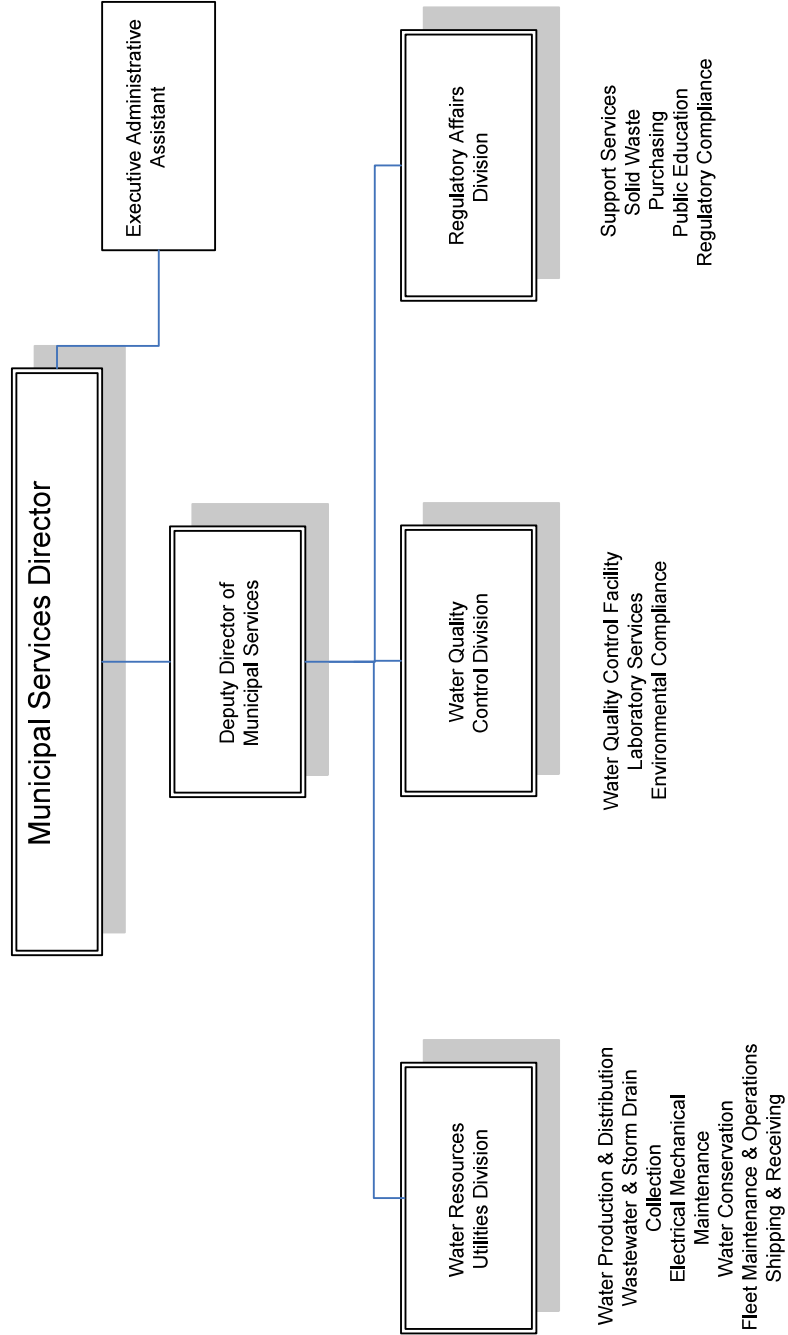 Municipal Services Director
Executive Administrative
Assistant
Deputy Director of
Municipal Services
Water Resources
Utilities Division
Water Quality
Control Division
Regulatory Affairs
Division
Water Production & Distribution
Wastewater & Storm Drain
Collection
Electrical Mechanical
Maintenance
Water Conservation
Fleet Maintenance & Operations
Shipping & Receiving
Water Quality Control Facility
Laboratory Services
Environmental Compliance
Support Services
Solid Waste
Purchasing
Public Education
Regulatory Compliance